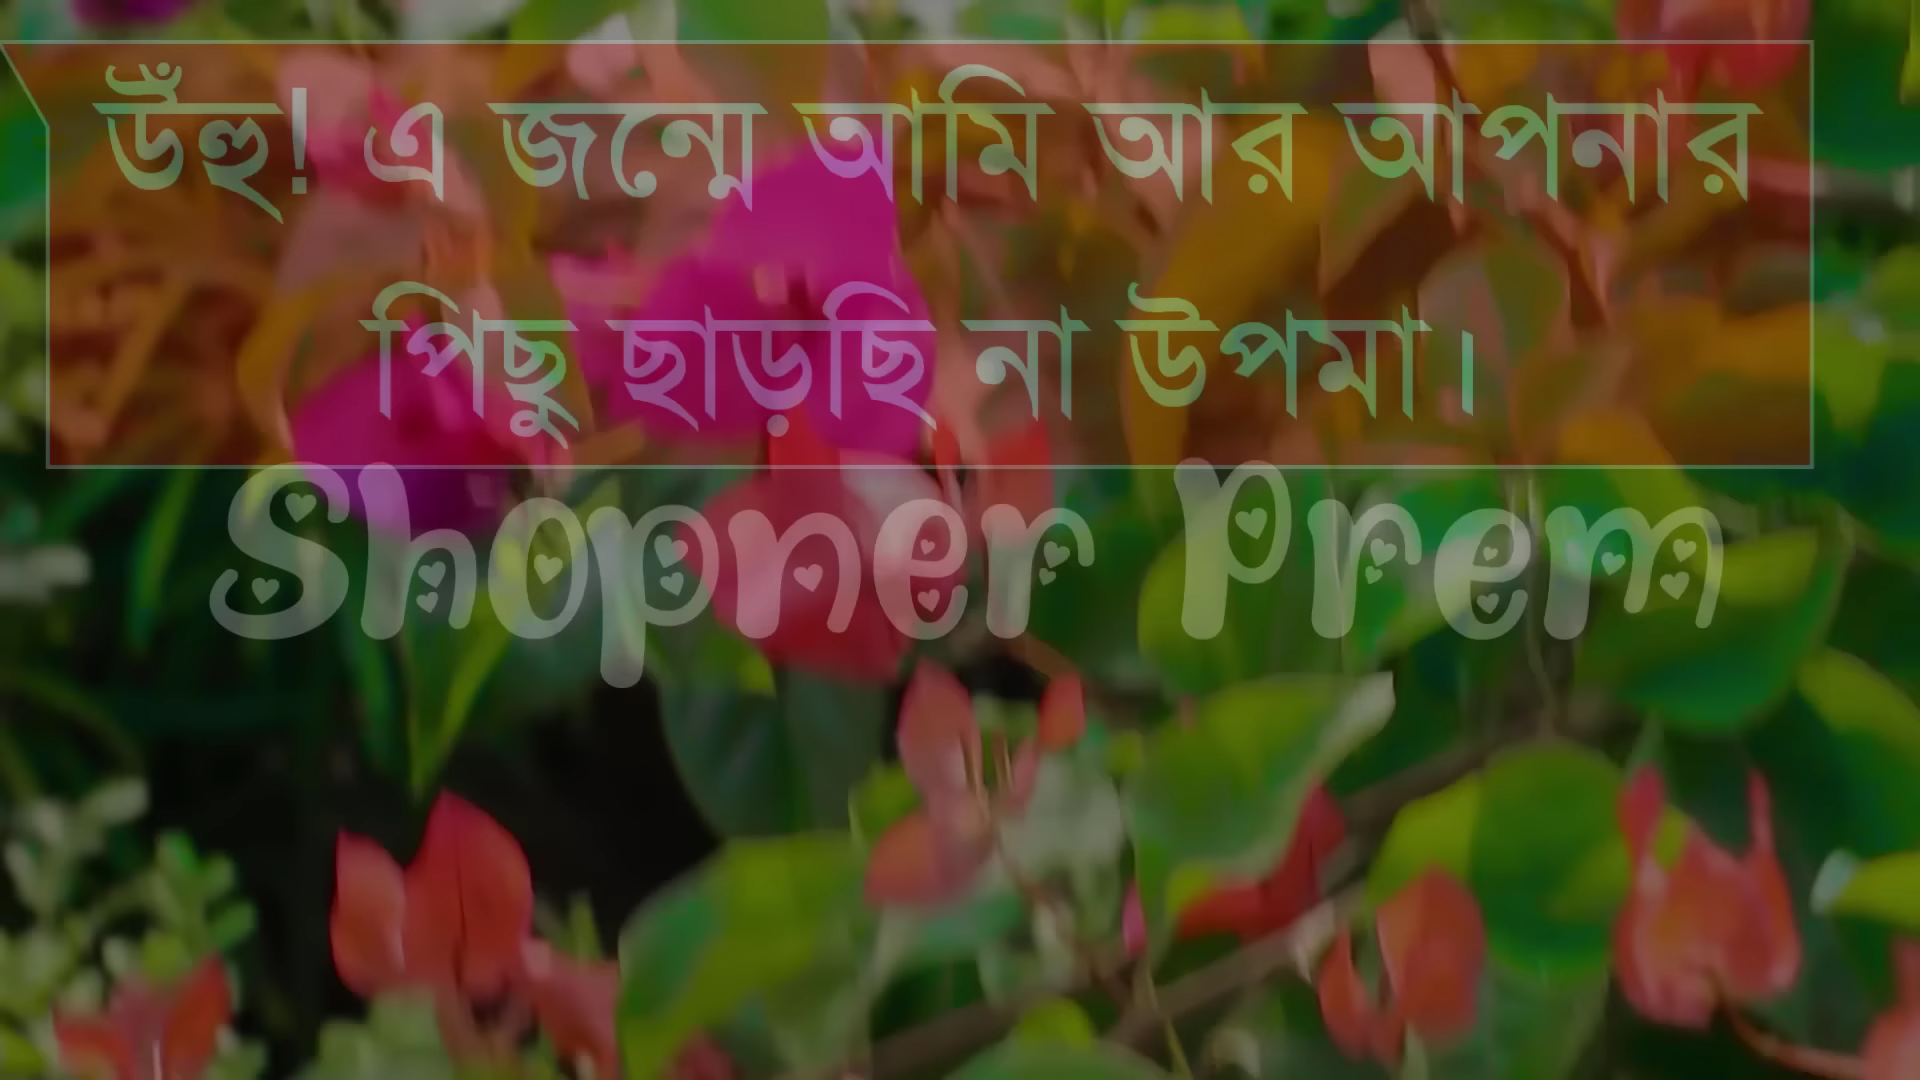 উঁহু! এ জন্মে আমি আর আপনার
পিছু ছাড়ছি না উপমা।
Shopner Prem